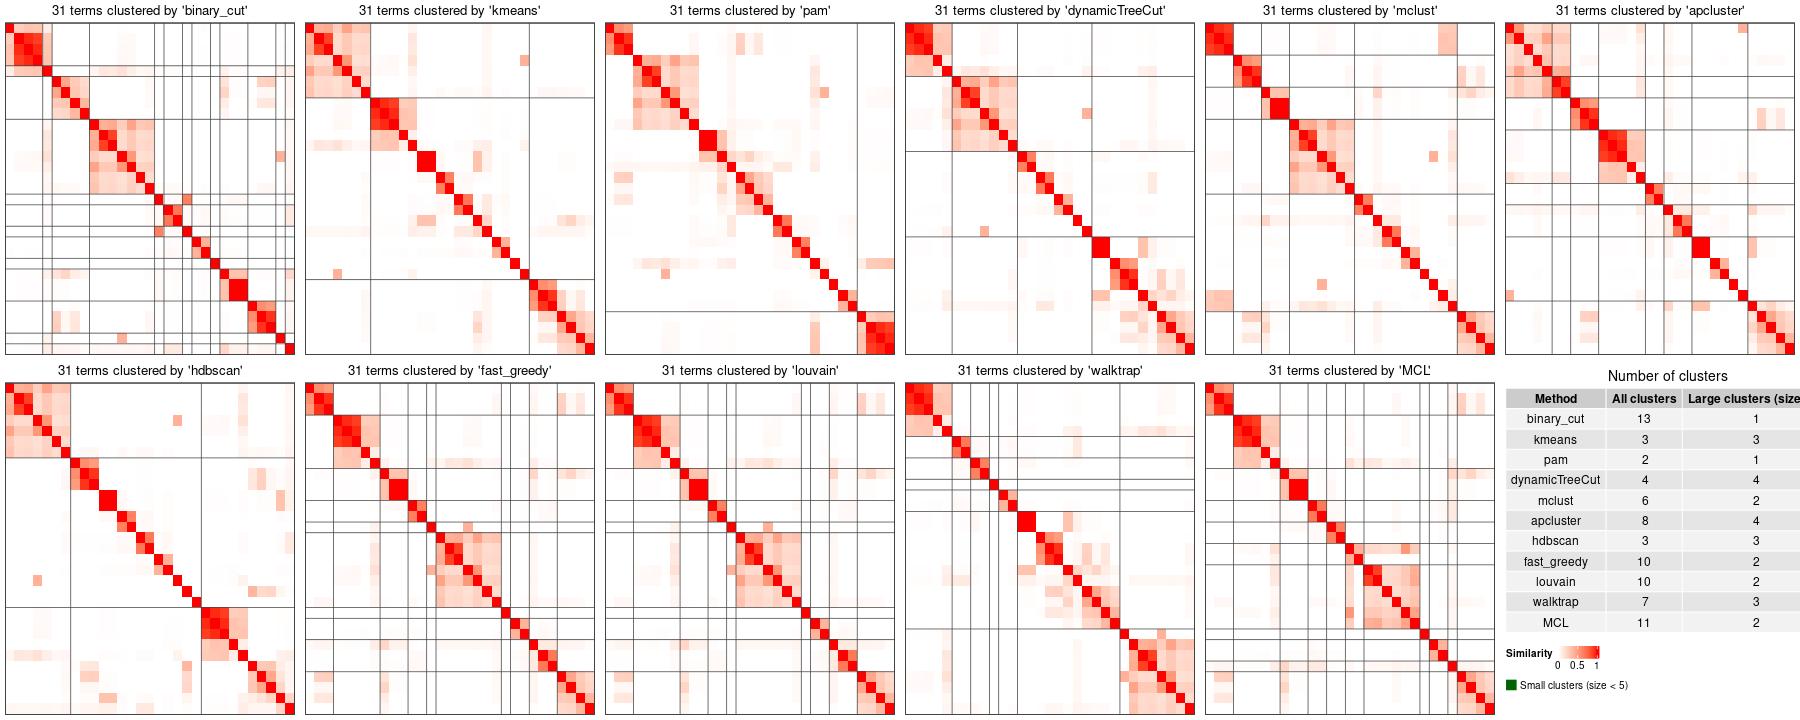 31 terms clustered by 'binary_cut'
31 terms clustered by 'kmeans'
31 terms clustered by 'pam'
31 terms clustered by 'dynamicTreeCut'
31 terms clustered by 'mclust'
31 terms clustered by 'apcluster'
31 terms clustered by 'hdbscan'
31 terms clustered by 'fast_greedy'
31 terms clustered by 'louvain'
31 terms clustered by 'walktrap'
31 terms clustered by 'MCL'
Number of clusters
Method All clusters Large clusters (size
binary_cut 13 1
kmeans 3 3
pam 2 1
dynamicTreeCut 4 4
mclust 6 2
apcluster 8 4
hdbscan 3 3
fast_greedy 10 2
louvain 10 2
walktrap 7 3
MCL 11 2
Similarity
0 0.5 1
Small clusters (size < 5)